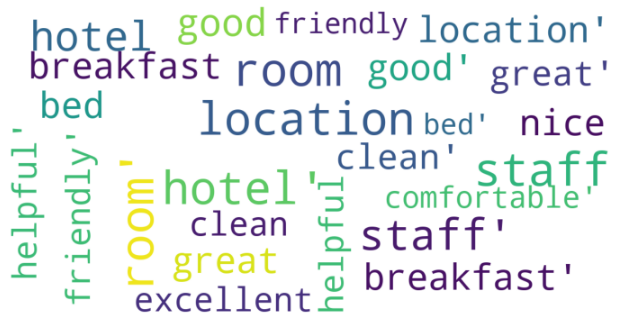 hotel good friendly location'
breakfast room good' great'
bed location bed' nice
helpful' friendly' room' hotel' clean' staff
clean helpful comfortable'
great staff'
excellent breakfast'